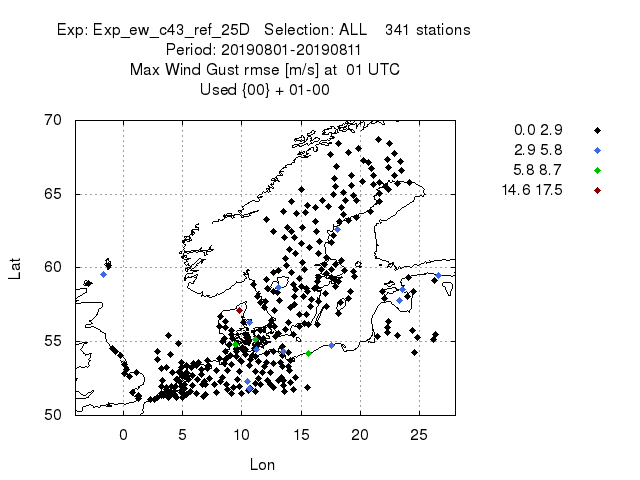 Exp: Exp_ew_c43_ref_25D Selection: ALL 341 stations
Period: 20190801-20190811
Max Wind Gust rmse [m/s] at 01 UTC
Used {00} + 01-00
0.0 2.9
2.9 5.8
5.8 8.7
14.6 17.5
70
65
60
55
50
Lat
0 5 10 15 20 25
Lon